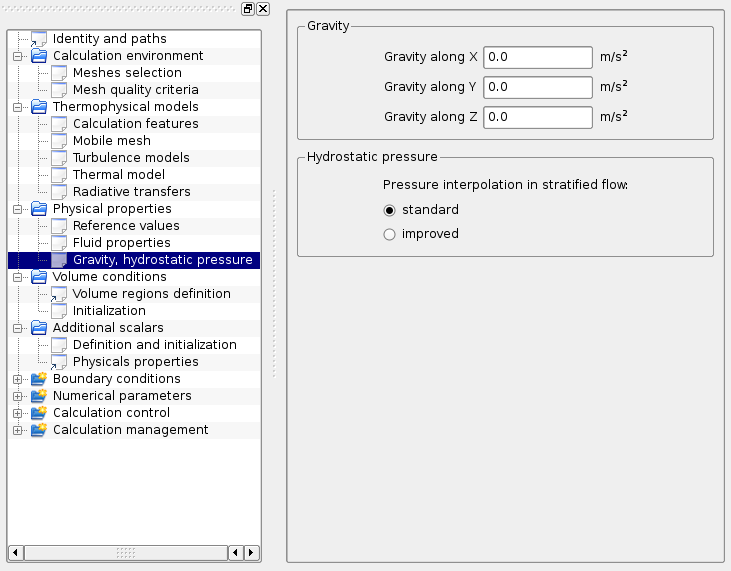 Identity and paths
Calculation environment
Meshes selection
Mesh quality criteria
Thermophysical models
Calculation features
Mobile mesh
Turbulence models
Thermal model
Radiative transfers
Physical properties
Reference values
Fluid properties
Gravity, hydrostatic pressure
Volume conditions
Volume regions definition
Initialization
Additional scalars
Definition and initialization
Physicals properties
Boundary conditions
Numerical parameters
Calculation control
Calculation management
Gravity
Gravity along X 0.0 m/s²
Gravity along Y 0.0 m/s²
Gravity along Z 0.0 m/s²
Hydrostatic pressure
Pressure interpolation in stratified flow:
standard
improved